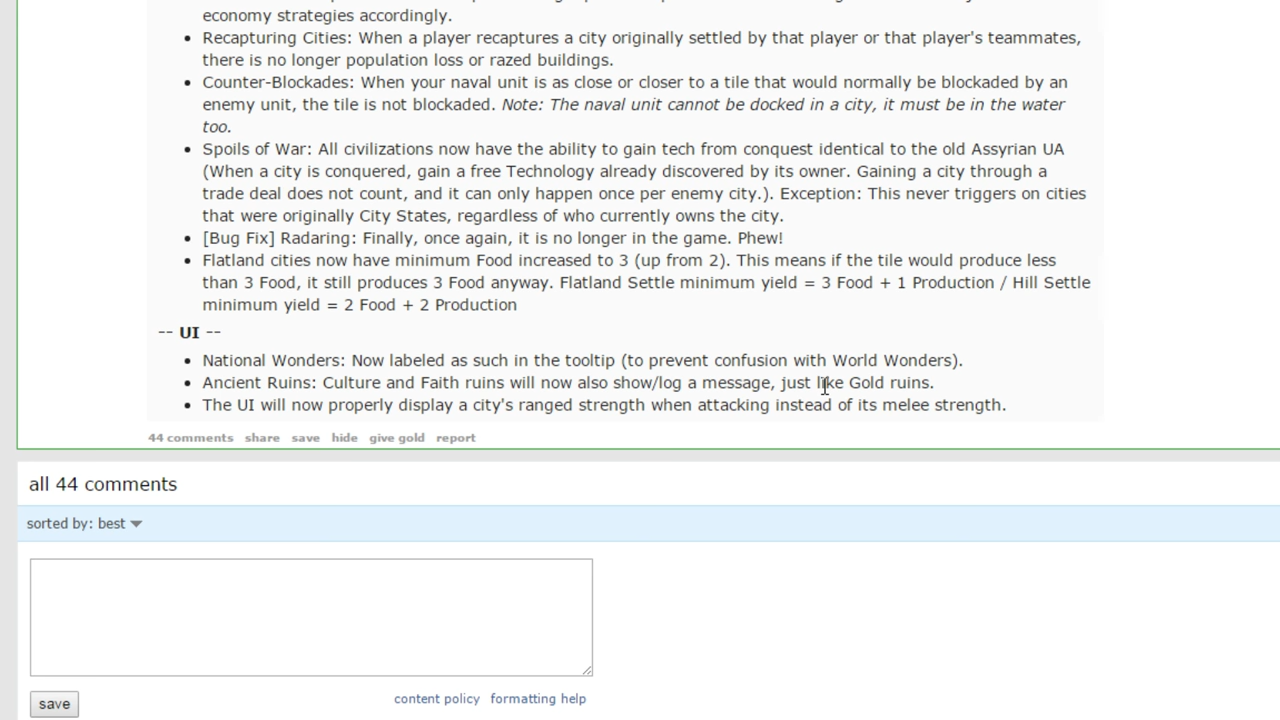 economy strategies accordingly.
Recapturing Cities: When a player recaptures a city originally settled by that player or that player's teammates,
there is no longer population loss or razed buildings.
Counter-Blockades: When your naval unit is as close or closer to a tile that would normally be blockaded by an
enemy unit, the tile is not blockaded. Note: The naval unit cannot be docked in a city, it must be in the water
too.
Spoils of War: All civilizations now have the ability to gain tech from conquest identical to the old Assyrian UA
(When a city is conquered, gain a free Technology already discovered by its owner. Gaining a city through a
trade deal does not count, and it can only happen once per enemy city.). Exception: This never triggers on cities
that were originally City States, regardless of who currently owns the city.
[Bug Fix] Radaring: Finally, once again, it is no longer in the game. Phew!
Flatland cities now have minimum Food increased to 3 (up from 2). This means if the tile would produce less
than 3 Food, it still produces 3 Food anyway. Flatland Settle minimum yield = 3 Food + 1 Production / Hill Settle
minimum yield = 2 Food + 2 Production
-- UI --
National Wonders: Now labeled as such in the tooltip (to prevent confusion with World Wonders).
Ancient Ruins: Culture and Faith ruins will now also show/log a message, just like Gold ruins.
The UI will now properly display a city's ranged strength when attacking instead of its melee strength.
44 comments share save hide give gold report
all 44 comments
sorted by: best
content policy formatting help
save